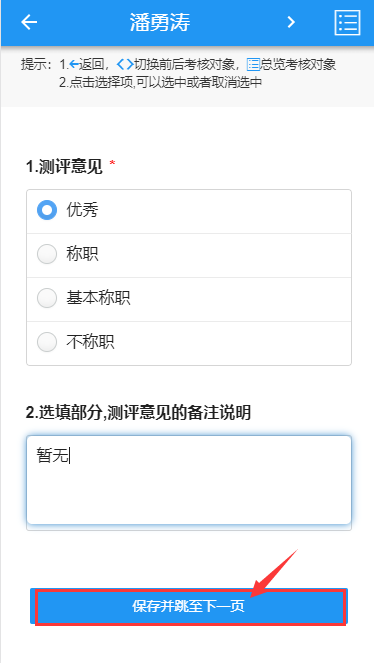 潘勇涛
提示：1.返回，切换前后考核对象，总览考核对象
2.点击选择项,可以选中或者取消选中
1.测评意见 *
优秀
称职
基本称职
不称职
2.选填部分,测评意见的备注说明
暂无
保存并跳至下一页